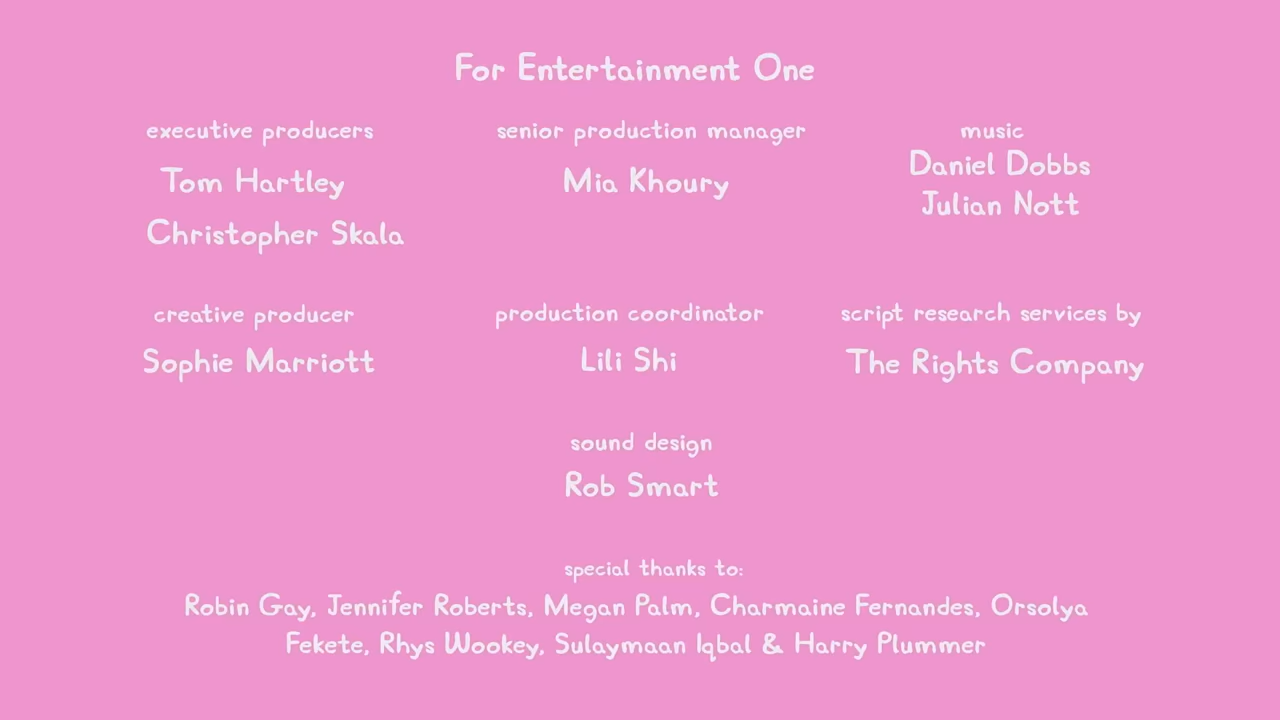 For Entertainment One
executive producers
Tom Hartley
Christopher Skala
senior production manager
Mia Khoury
music
Daniel Dobbs
Julian Nott
creative producer
Sophie Marriott
production coordinator
Lili Shi
script research services by
The Rights Company
sound design
Rob Smart
special thanks to:
Robin Gay, Jennifer Roberts, Megan Palm, Charmaine Fernandes, Orsolya
Fekete, Rhys Wookey, Sulaymaan Iqbal & Harry Plummer